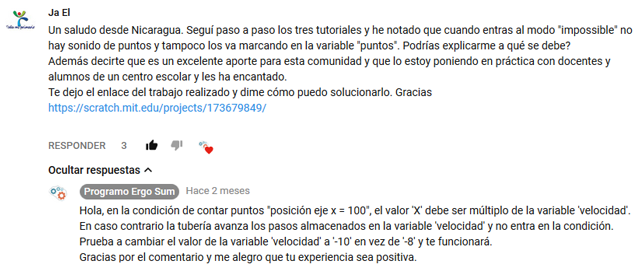 Ja El
Un saludo desde Nicaragua. Seguí paso a paso los tres tutoriales y he notado que cuando entras al modo "impossible" no
hay sonido de puntos y tampoco los va marcando en la variable "puntos". Podrías explicarme a qué se debe?
Además decirte que es un excelente aporte para esta comunidad y que lo estoy poniendo en práctica con docentes y
alumnos de un centro escolar y les ha encantado.
Te dejo el enlace del trabajo realizado y dime cómo puedo solucionarlo. Gracias
https://scratch.mit.edu/projects/173679849/
RESPONDER 3
Ocultar respuestas
Programo Ergo Sum Hace 2 meses
Hola, en la condición de contar puntos "posición eje x = 100", el valor 'X' debe ser múltiplo de la variable 'velocidad'.
En caso contrario la tubería avanza los pasos almacenados en la variable 'velocidad' y no entra en la condición.
Prueba a cambiar el valor de la variable 'velocidad' a '-10' en vez de '-8' y te funcionará.
Gracias por el comentario y me alegro que tu experiencia sea positiva.